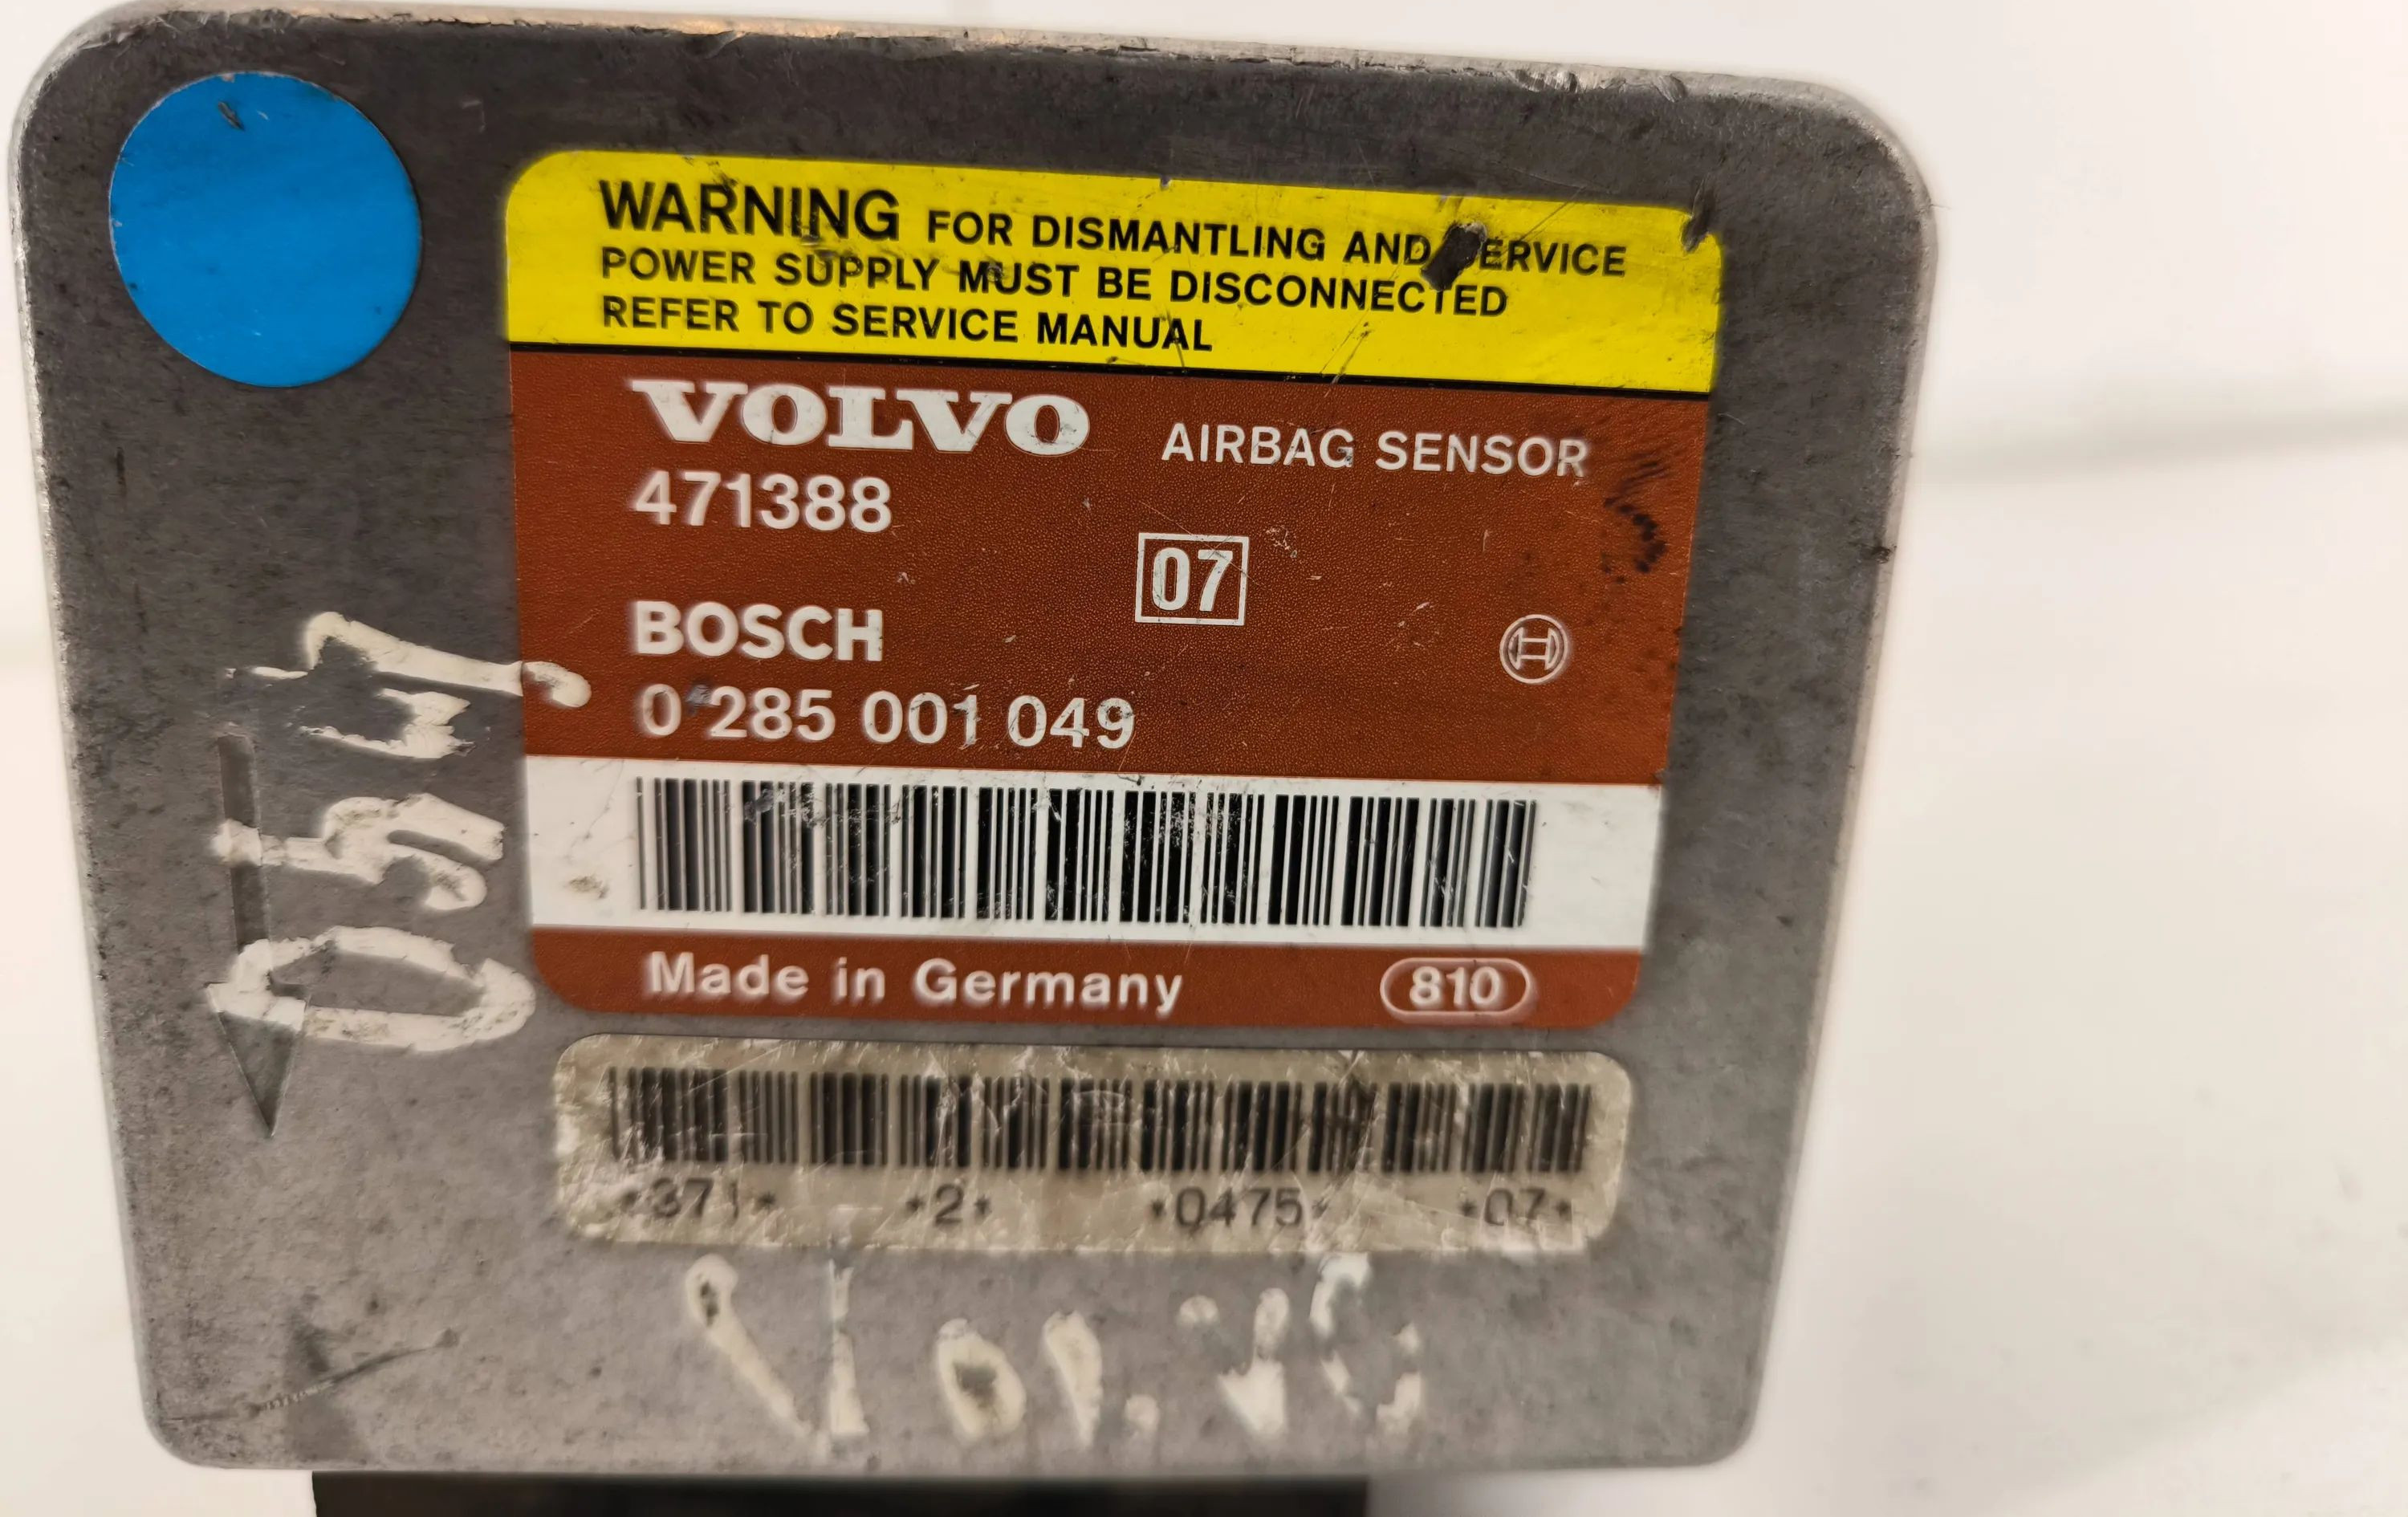 WARNING FOR DISMANTLING AND SERVICE
POWER SUPPLY MUST BE DISCONNECTED
REFER TO SERVICE MANUAL
VOLVO AIRBAG SENSOR
471388
07
BOSCH
0 285 001 049
Made in Germany 810
*371* *2* *0475* *07*